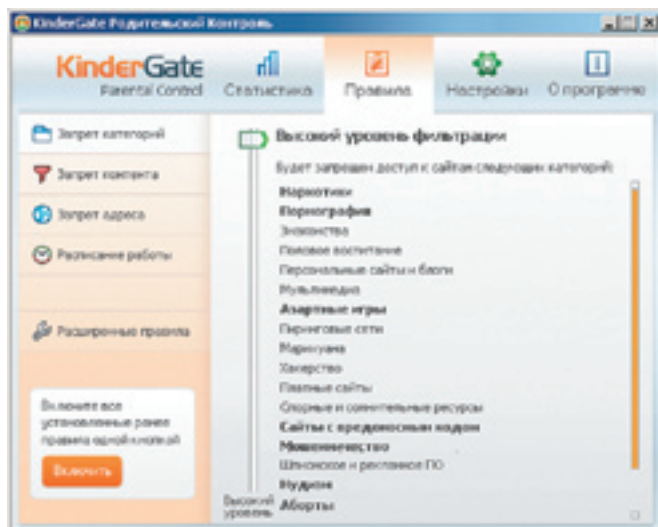 KinderGate Родительский Контроль
KinderGate
Parental Control
Статистика
Правила
Настройки
О программе
Запрет категорий
Запрет контента
Запрет адреса
Расписание работы
Расширенные правила
Включите все
установленные ранее
правила одной кнопкой
Включить
Высокий уровень фильтрации
Будет запрещен доступ к сайтам следующих категорий:
Наркотики
Порнография
Знакомства
Половое воспитание
Персональные сайты и блоги
Мультимедиа
Азартные игры
Пиринговые сети
Марихуана
Хакерство
Платные сайты
Спорные и сомнительные ресурсы
Сайты с вредоносным кодом
Мошенничество
Шпионское и рекламное ПО
Нудизм
Аборты
Высокий
уровень